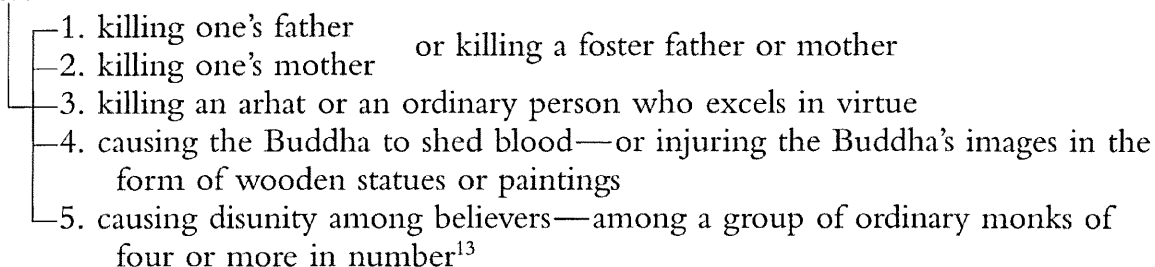 1. killing one's father
or killing a foster father or mother
2. killing one's mother
3. killing an arhat or an ordinary person who excels in virtue
4. causing the Buddha to shed blood—or injuring the Buddha's images in the
form of wooden statues or paintings
5. causing disunity among believers—among a group of ordinary monks of
four or more in number¹³